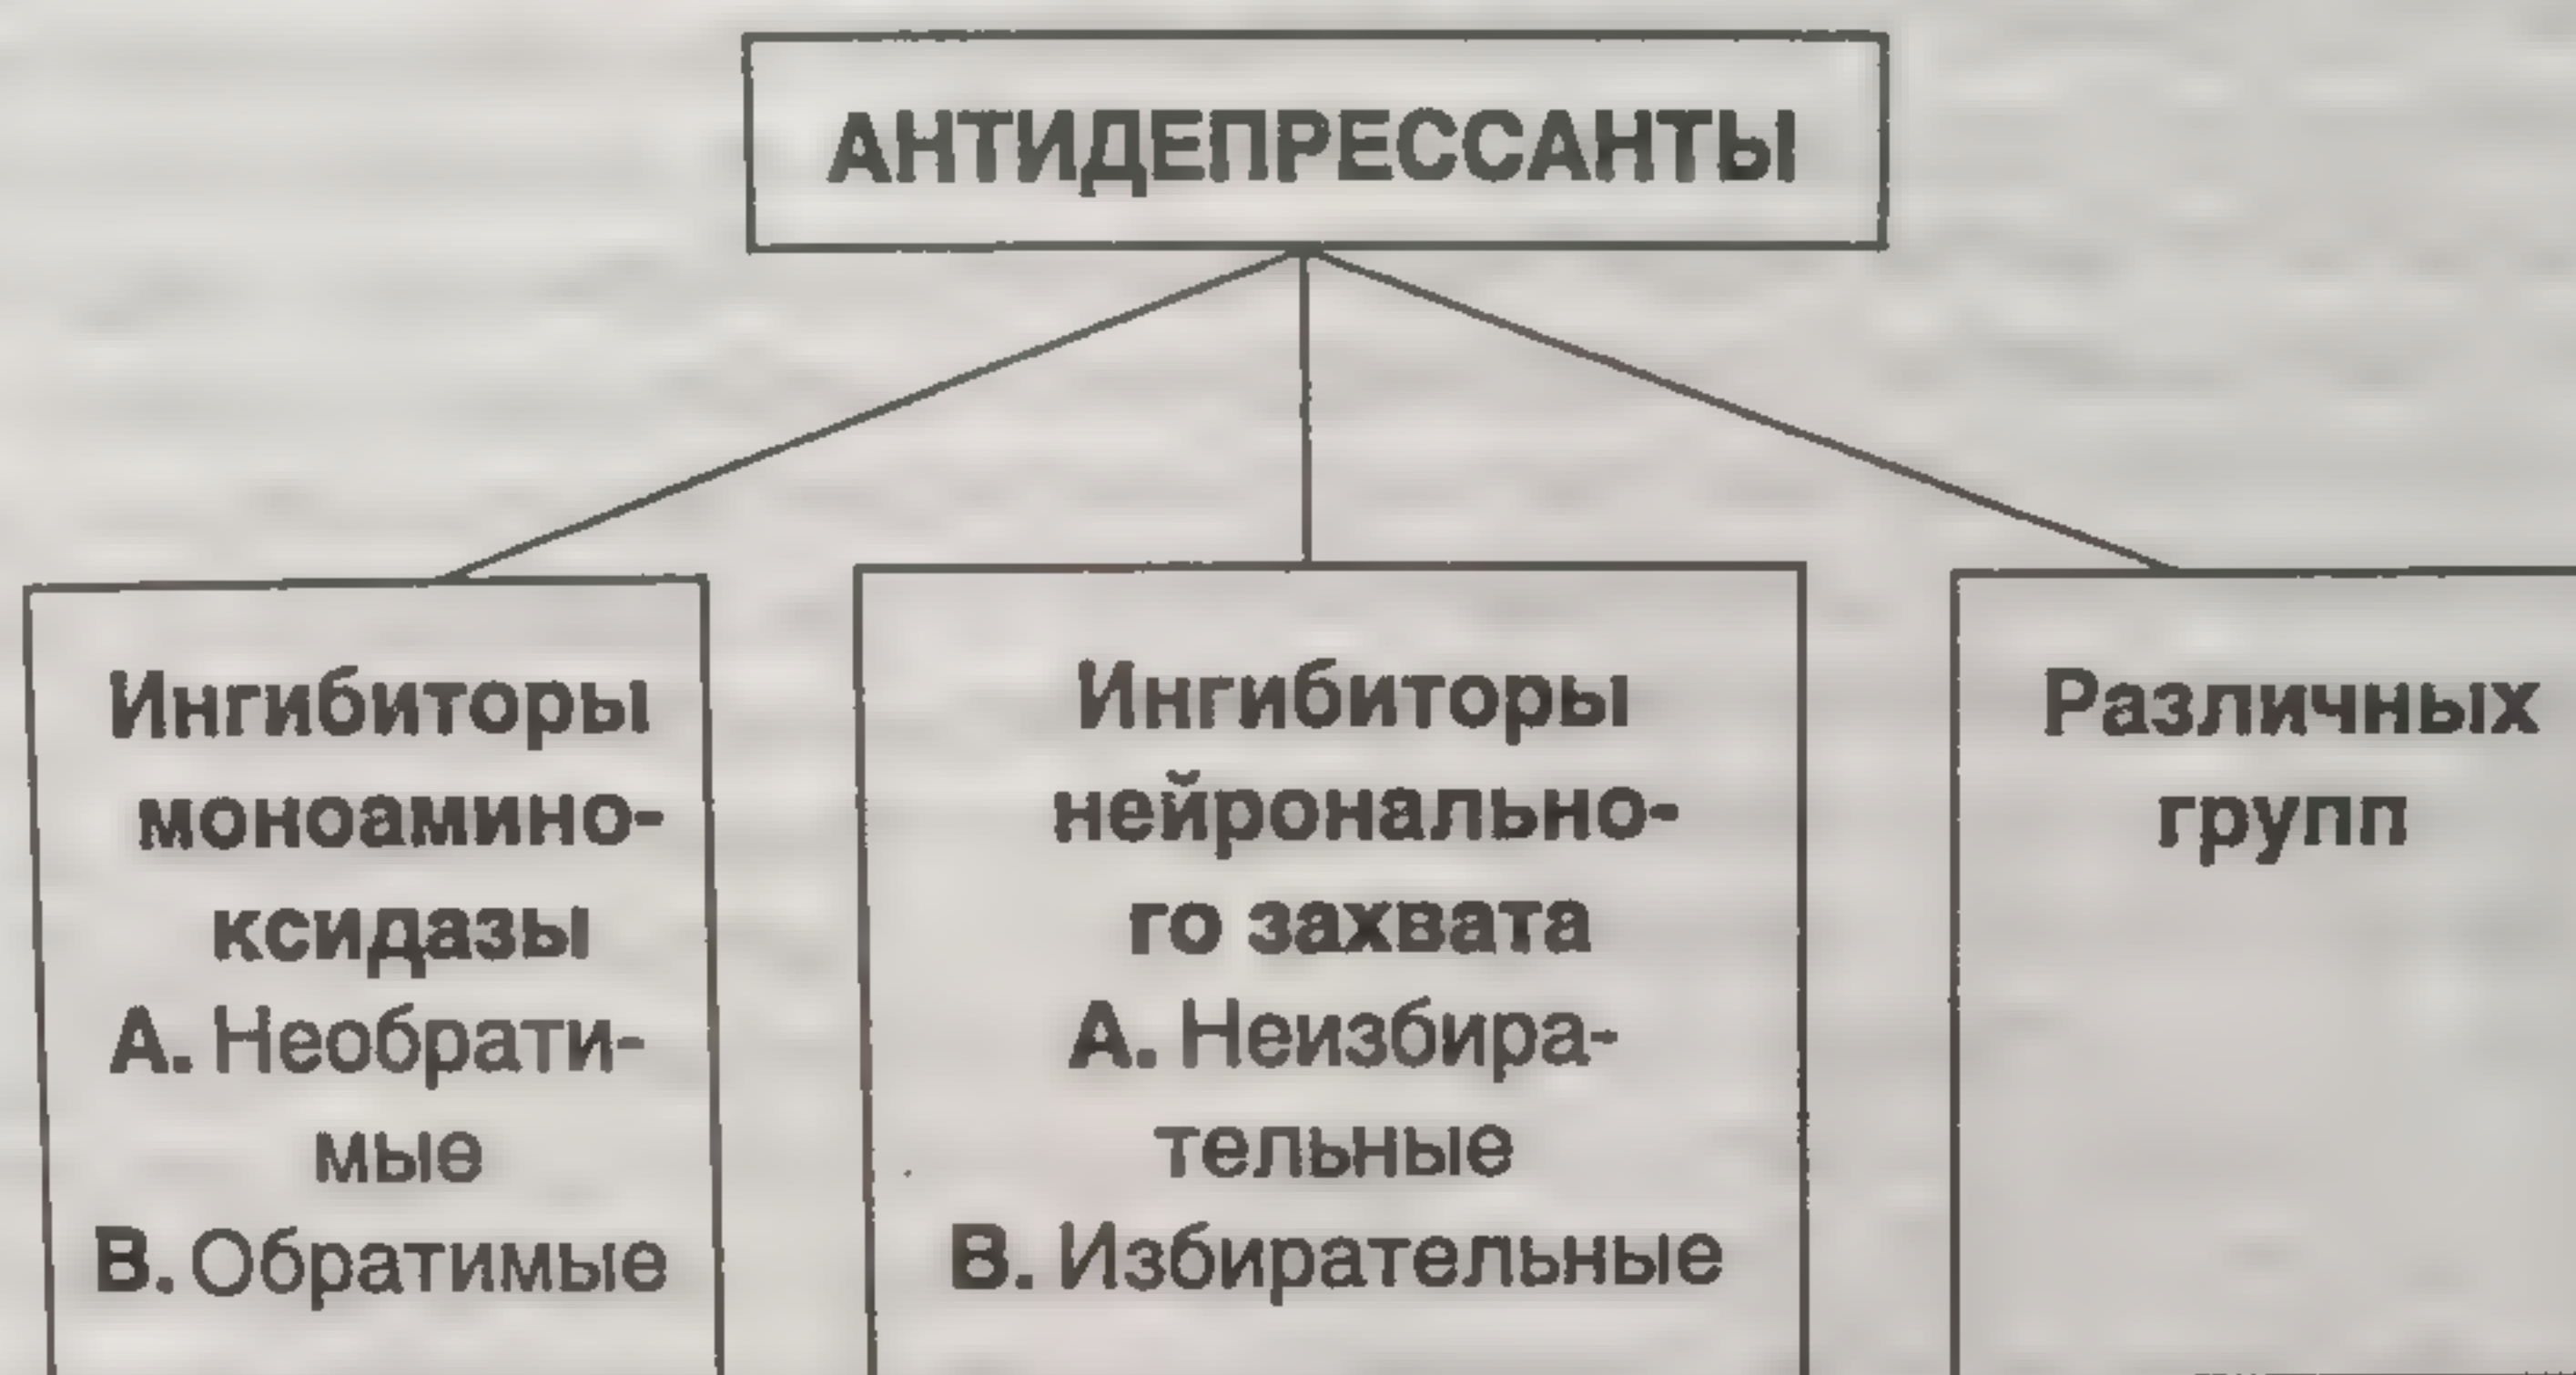 АНТИДЕПРЕССАНТЫ
Ингибиторы
моноамино-
ксидазы
А. Необрати-
мые
В. Обратимые
Ингибиторы
нейронально-
го захвата
А. Неизбира-
тельные
В. Избирательные
Различных
групп